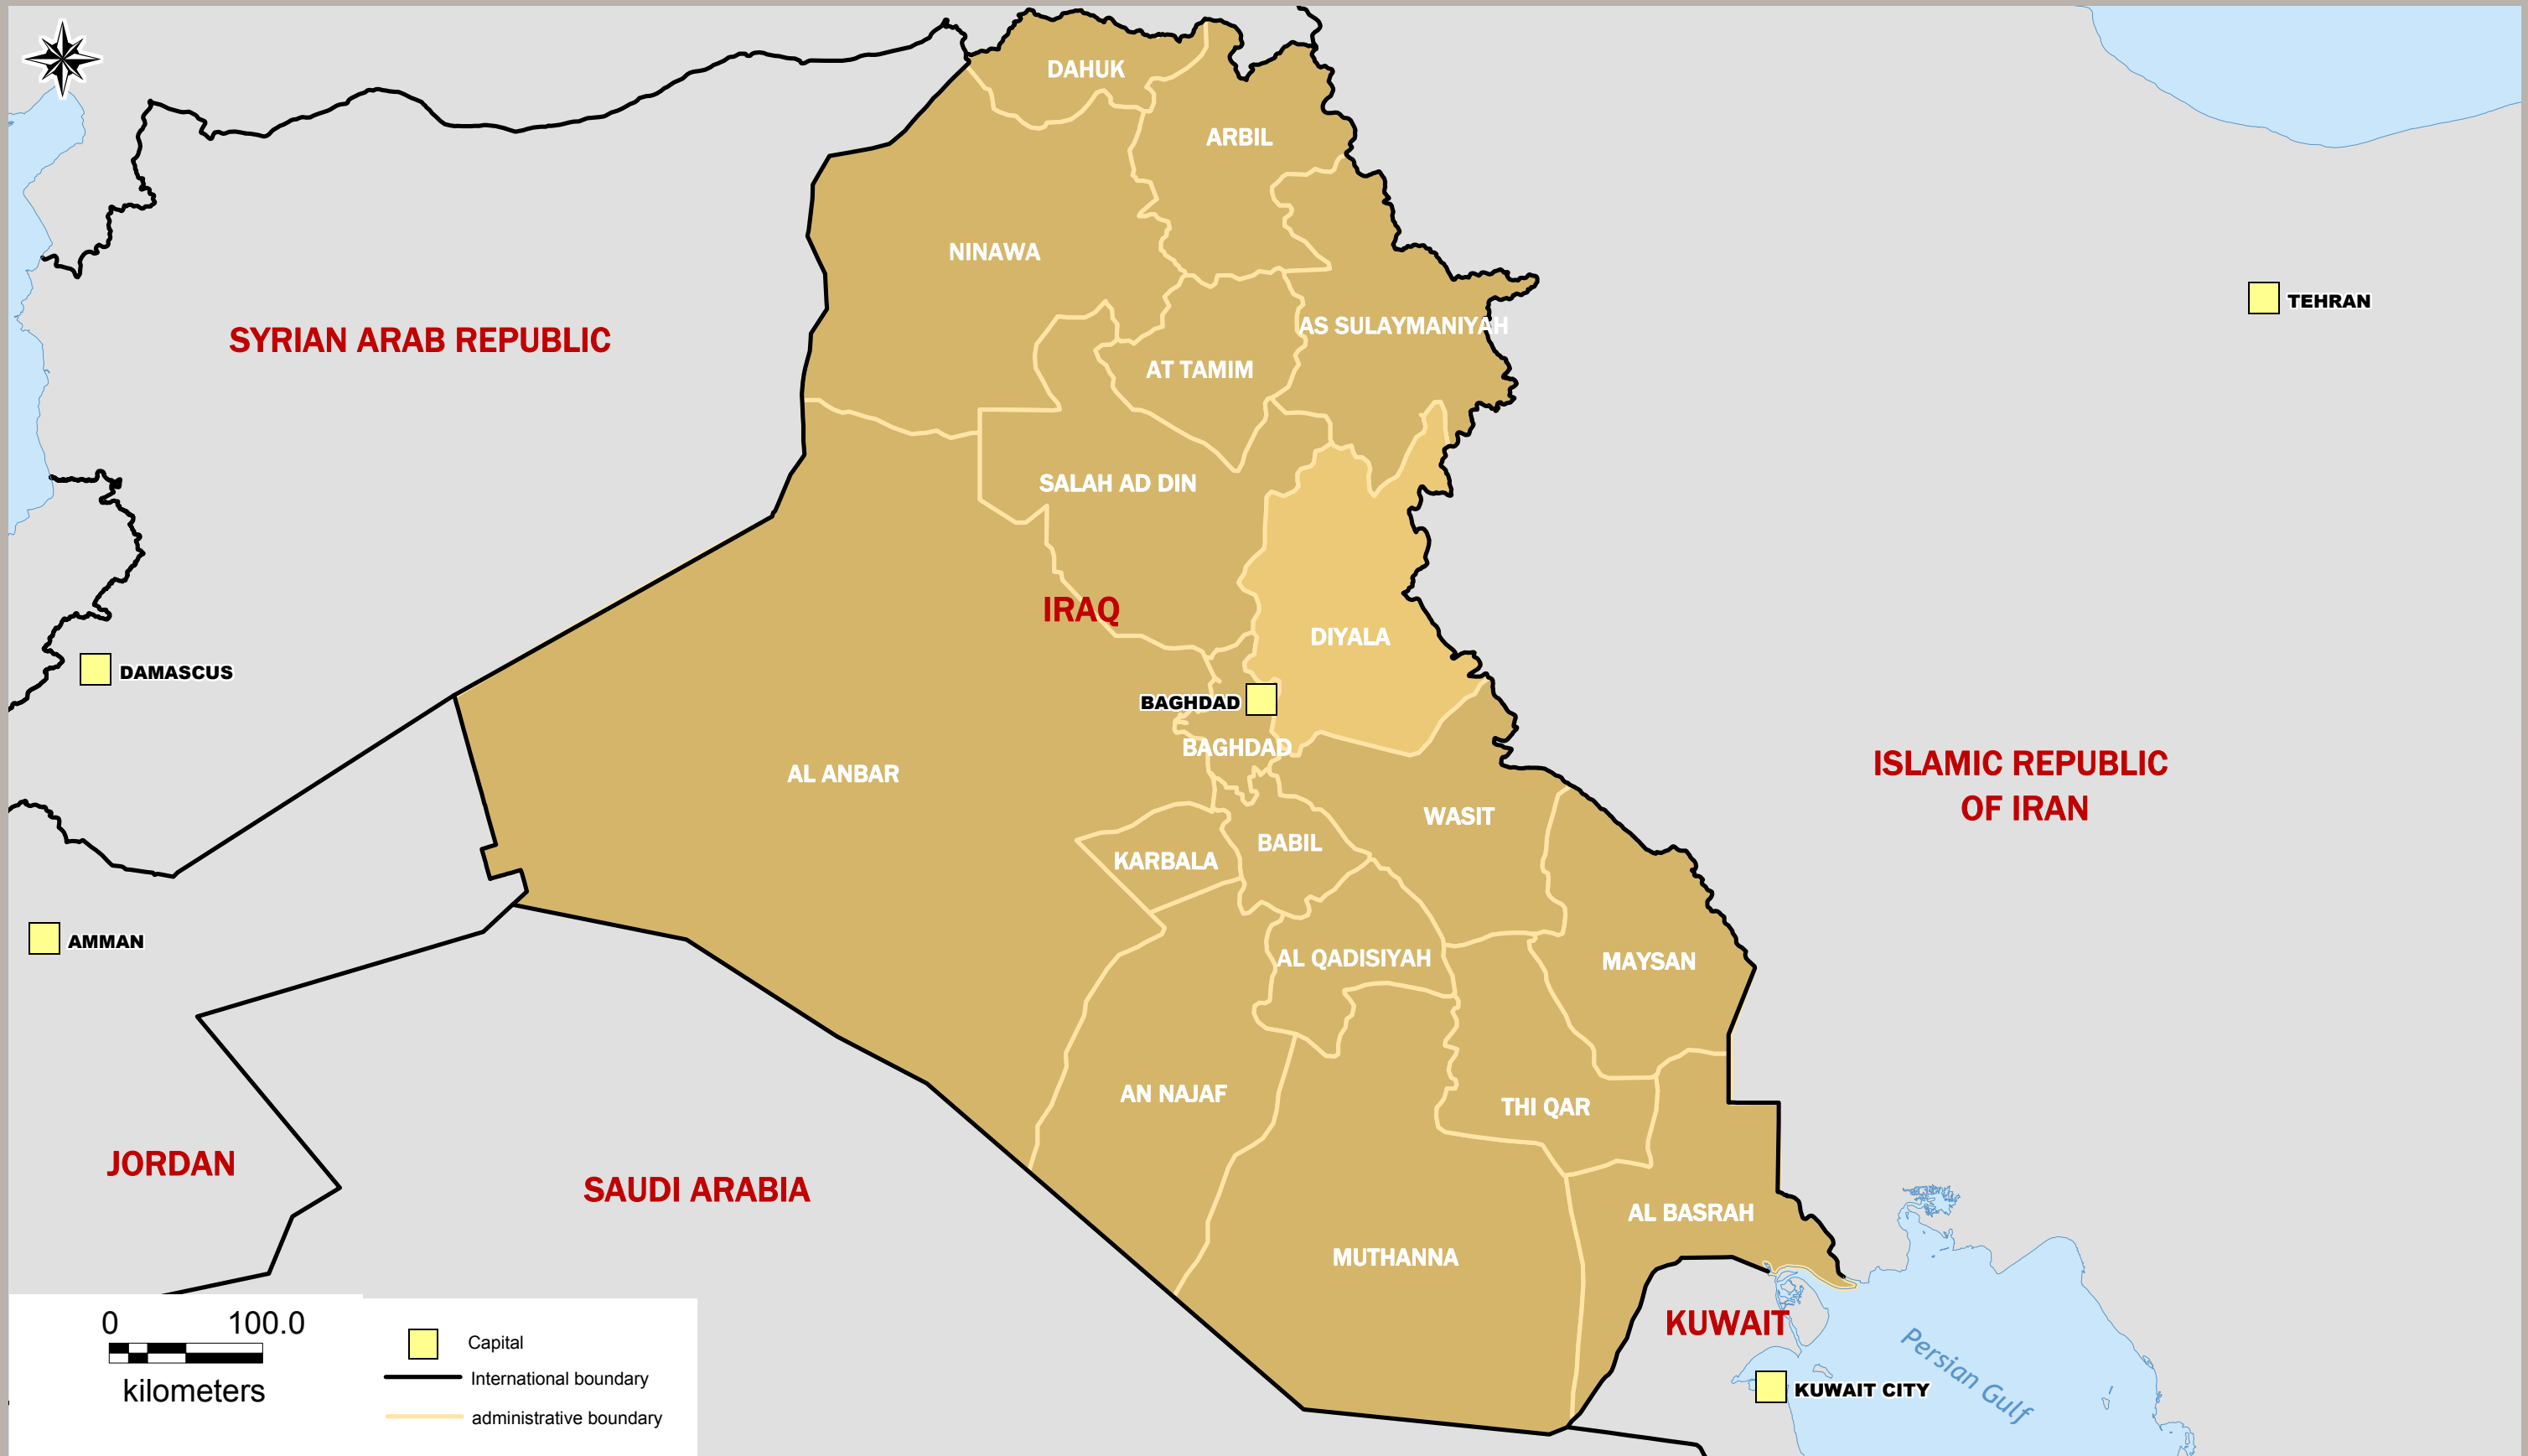 DAHUK
ARBIL
NINAWA
TEHRAN
AS SULAYMANIYAH
SYRIAN ARAB REPUBLIC
AT TAMIM
SALAH AD DIN
IRAQ
DIYALA
DAMASCUS
BAGHDAD
BAGHDAD
ISLAMIC REPUBLIC
OF IRAN
AL ANBAR
WASIT
BABIL
KARBALA
AMMAN
AL QADISIYAH
MAYSAN
AN NAJAF
THI QAR
JORDAN
SAUDI ARABIA
AL BASRAH
MUTHANNA
KUWAIT
Persian Gulf
KUWAIT CITY
0 100.0
kilometers
Capital
International boundary
administrative boundary